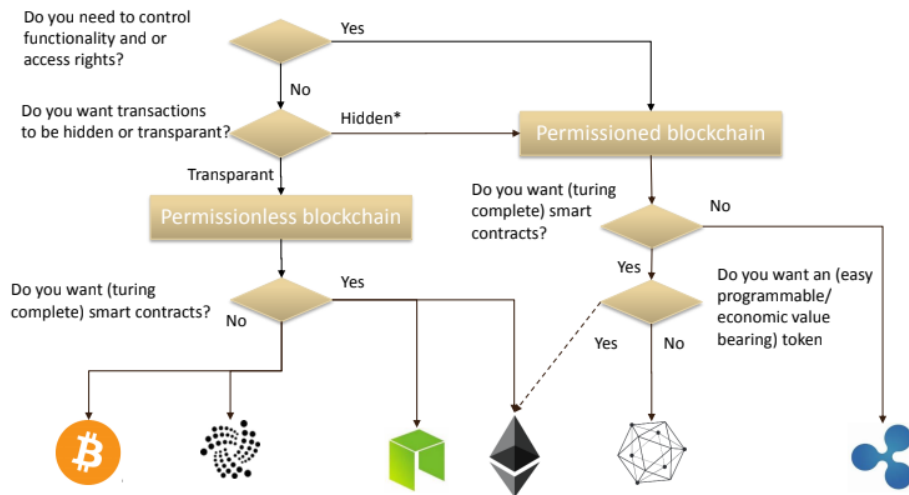 Do you need to control
functionality and or
access rights?
Yes
No
Do you want transactions
to be hidden or transparant?
Hidden*
Permissioned blockchain
Transparant
Permissionless blockchain
Do you want (turing
complete) smart
contracts?
No
Yes
Do you want (turing
complete) smart contracts?
Yes
No
Do you want an (easy
programmable/
economic value
bearing) token
Yes
No